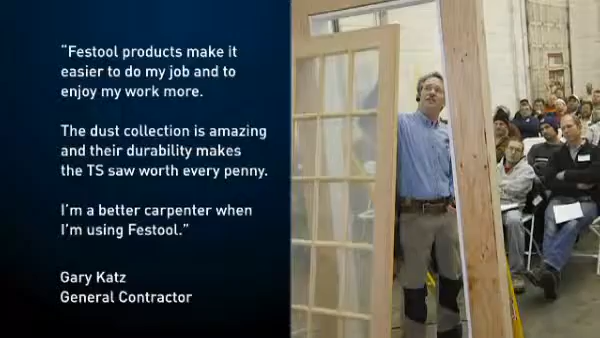 “Festool products make it
easier to do my job and to
enjoy my work more.
The dust collection is amazing
and their durability makes
the TS saw worth every penny.
I’m a better carpenter when
I’m using Festool.”
Gary Katz
General Contractor